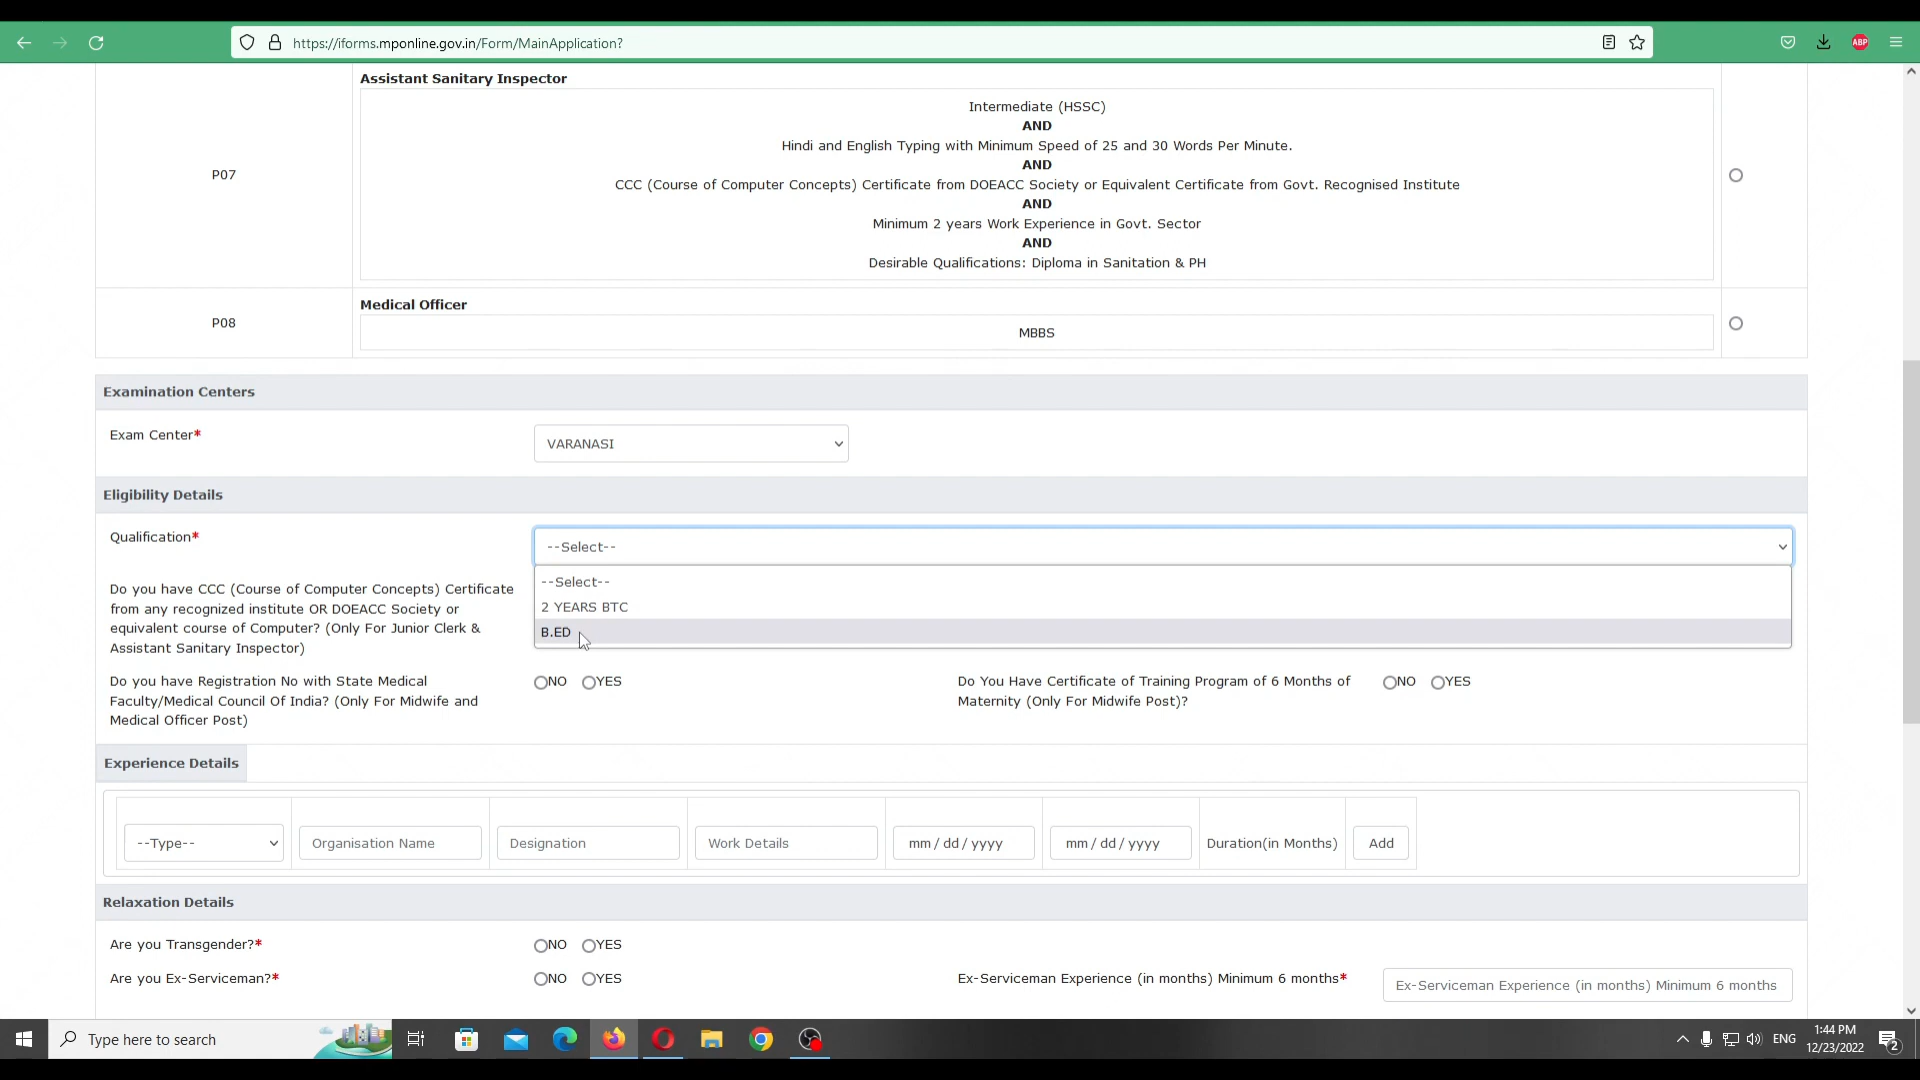 https://iforms.mponline.gov.in/Form/MainApplication?
ABP
Assistant Sanitary Inspector
Intermediate (HSSC)
AND
Hindi and English Typing with Minimum Speed of 25 and 30 Words Per Minute.
AND
P07
CCC (Course of Computer Concepts) Certificate from DOEACC Society or Equivalent Certificate from Govt. Recognised Institute
AND
Minimum 2 years Work Experience in Govt. Sector
AND
Desirable Qualifications: Diploma in Sanitation & PH
Medical Officer
P08
MBBS
Examination Centers
Exam Center*
VARANASI
Eligibility Details
Qualification*
--Select--
--Select--
2 YEARS BTC
B.ED
Do you have CCC (Course of Computer Concepts) Certificate
from any recognized institute OR DOEACC Society or
equivalent course of Computer? (Only For Junior Clerk &
Assistant Sanitary Inspector)
Do you have Registration No with State Medical
Faculty/Medical Council Of India? (Only For Midwife and
Medical Officer Post)
NO YES
Do You Have Certificate of Training Program of 6 Months of
Maternity (Only For Midwife Post)?
NO YES
Experience Details
--Type--
Organisation Name
Designation
Work Details
mm / dd / yyyy
mm / dd / yyyy
Duration(in Months)
Add
Relaxation Details
Are you Transgender?*
NO YES
Are you Ex-Serviceman?*
NO YES
Ex-Serviceman Experience (in months) Minimum 6 months*
Ex-Serviceman Experience (in months) Minimum 6 months
Type here to search
ENG
1:44 PM
12/23/2022
2